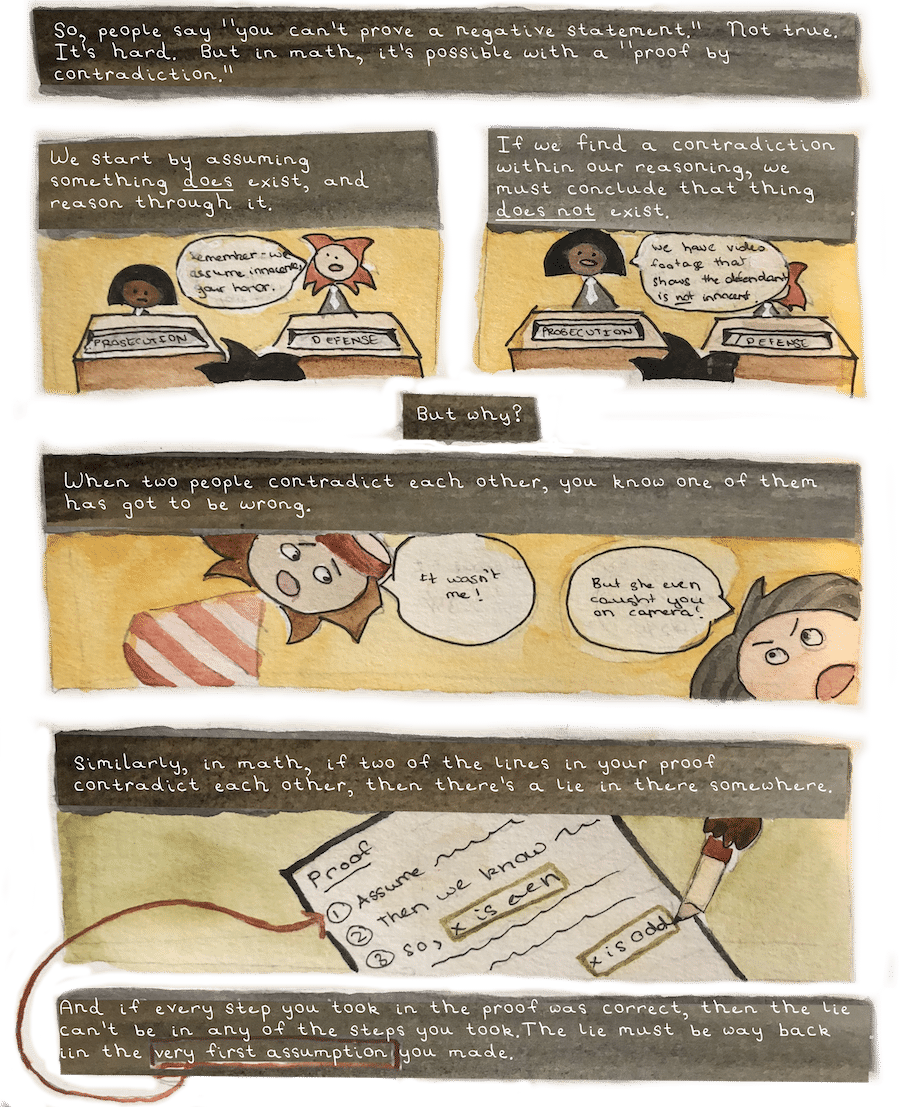 So, people say "you can't prove a negative statement." Not true.
It's hard. But in math, it's possible with a "proof by
contradiction."
We start by assuming
something does exist, and
reason through it.
remember - we
assume innocence,
your honor.
PROSECUTION
DEFENSE
If we find a contradiction
within our reasoning, we
must conclude that thing
does not exist.
we have video
footage that
shows the defendant
is not innocent.
PROSECUTION
DEFENSE
But why?
When two people contradict each other, you know one of them
has got to be wrong.
It wasn't
me!
But she even
caught you
on camera!
Similarly, in math, if two of the lines in your proof
contradict each other, then there's a lie in there somewhere.
Proof
① Assume
② Then we know
③ so, x is even
x is odd
And if every step you took in the proof was correct, then the lie
can't be in any of the steps you took.The lie must be way back
iin the very first assumption you made.